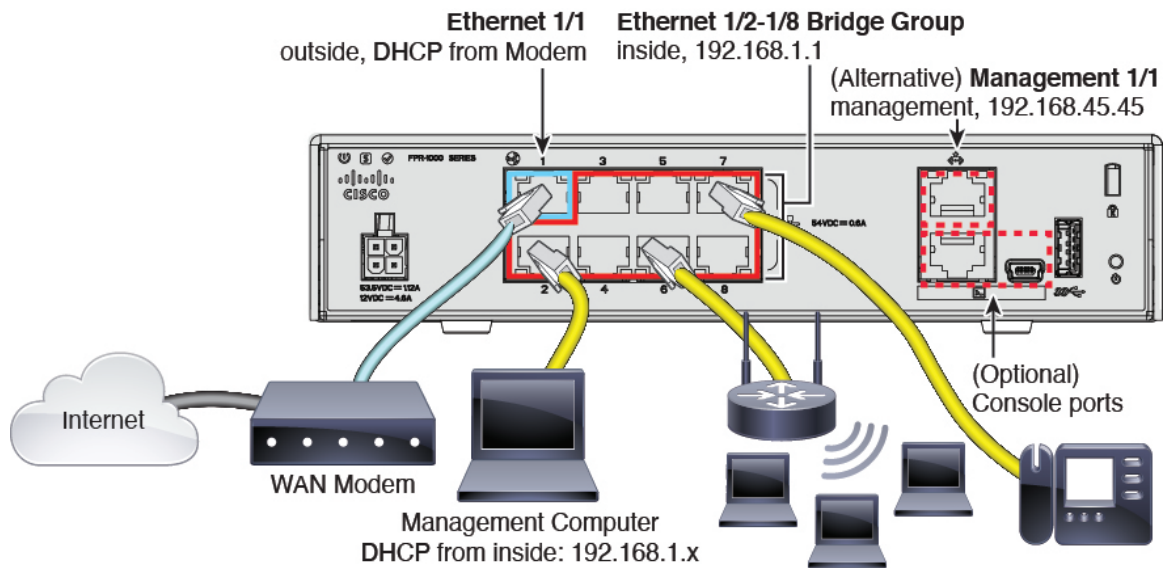 Ethernet 1/1
outside, DHCP from Modem
Ethernet 1/2-1/8 Bridge Group
inside, 192.168.1.1
(Alternative) Management 1/1
management, 192.168.45.45
FPR-1000 SERIES
CISCO
1
3
5
7
54VDC⎓0.6A
53.5VDC⎓1.12A
12VDC⎓4.6A
2
4
6
8
Internet
WAN Modem
Management Computer
DHCP from inside: 192.168.1.x
(Optional)
Console ports